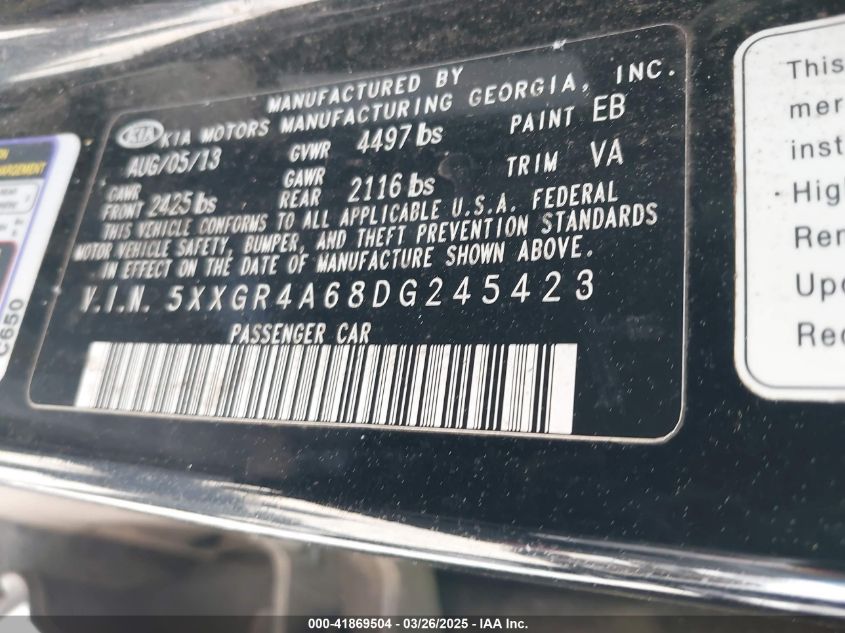 MANUFACTURED BY
KIA KIA MOTORS MANUFACTURING GEORGIA, INC.
AUG/05/13 GVWR 4497 lbs PAINT EB
GAWR FRONT 2425 lbs GAWR REAR 2116 lbs TRIM VA
THIS VEHICLE CONFORMS TO ALL APPLICABLE U.S.A. FEDERAL
MOTOR VEHICLE SAFETY, BUMPER, AND THEFT PREVENTION STANDARDS
IN EFFECT ON THE DATE OF MANUFACTURE SHOWN ABOVE.
V.I.N. 5XXGR4A68DG245423
PASSENGER CAR
C650
This
mer
inst
· High
Ren
Upo
Rec
000-41869504 - 03/26/2025 - IAA Inc.